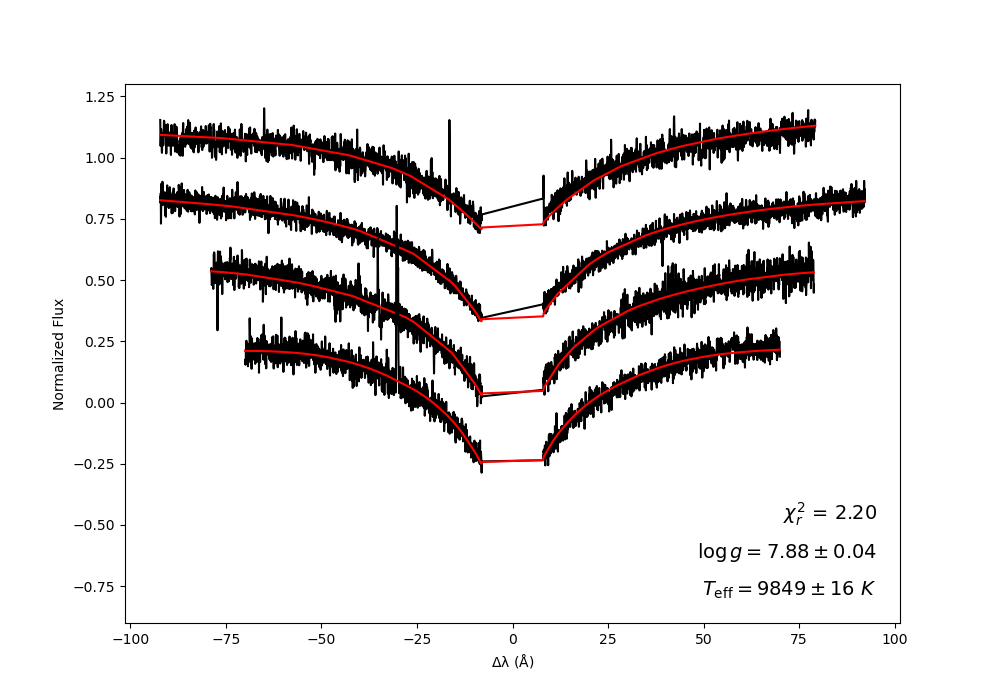 1.25
1.00
0.75
0.50
0.25
0.00
−0.25
−0.50
−0.75
Normalized Flux
χ²ᵣ = 2.20
log g = 7.88 ± 0.04
T_eff = 9849 ± 16 K
−100 −75 −50 −25 0 25 50 75 100
Δλ (Å)